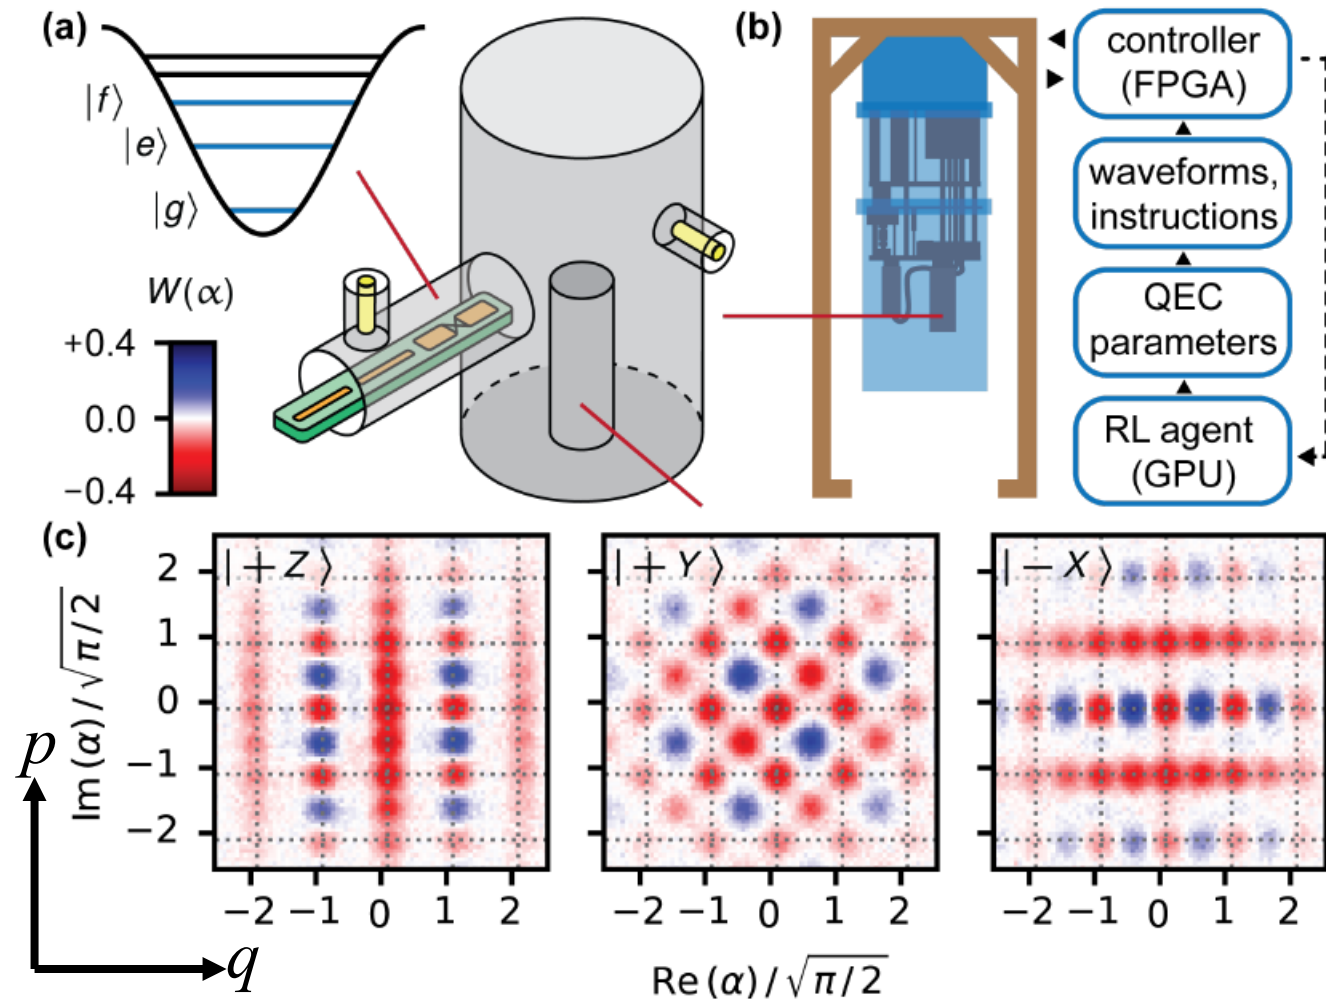 (a)
|f⟩
|e⟩
|g⟩
W(α)
+0.4
0.0
−0.4
(b)
controller
(FPGA)
waveforms,
instructions
QEC
parameters
RL agent
(GPU)
(c)
|+Z⟩
|+Y⟩
|−X⟩
Im(α)/√π/2
2
1
0
−1
−2
−2 −1 0 1 2
−2 −1 0 1 2
−2 −1 0 1 2
Re(α)/√π/2
p
q